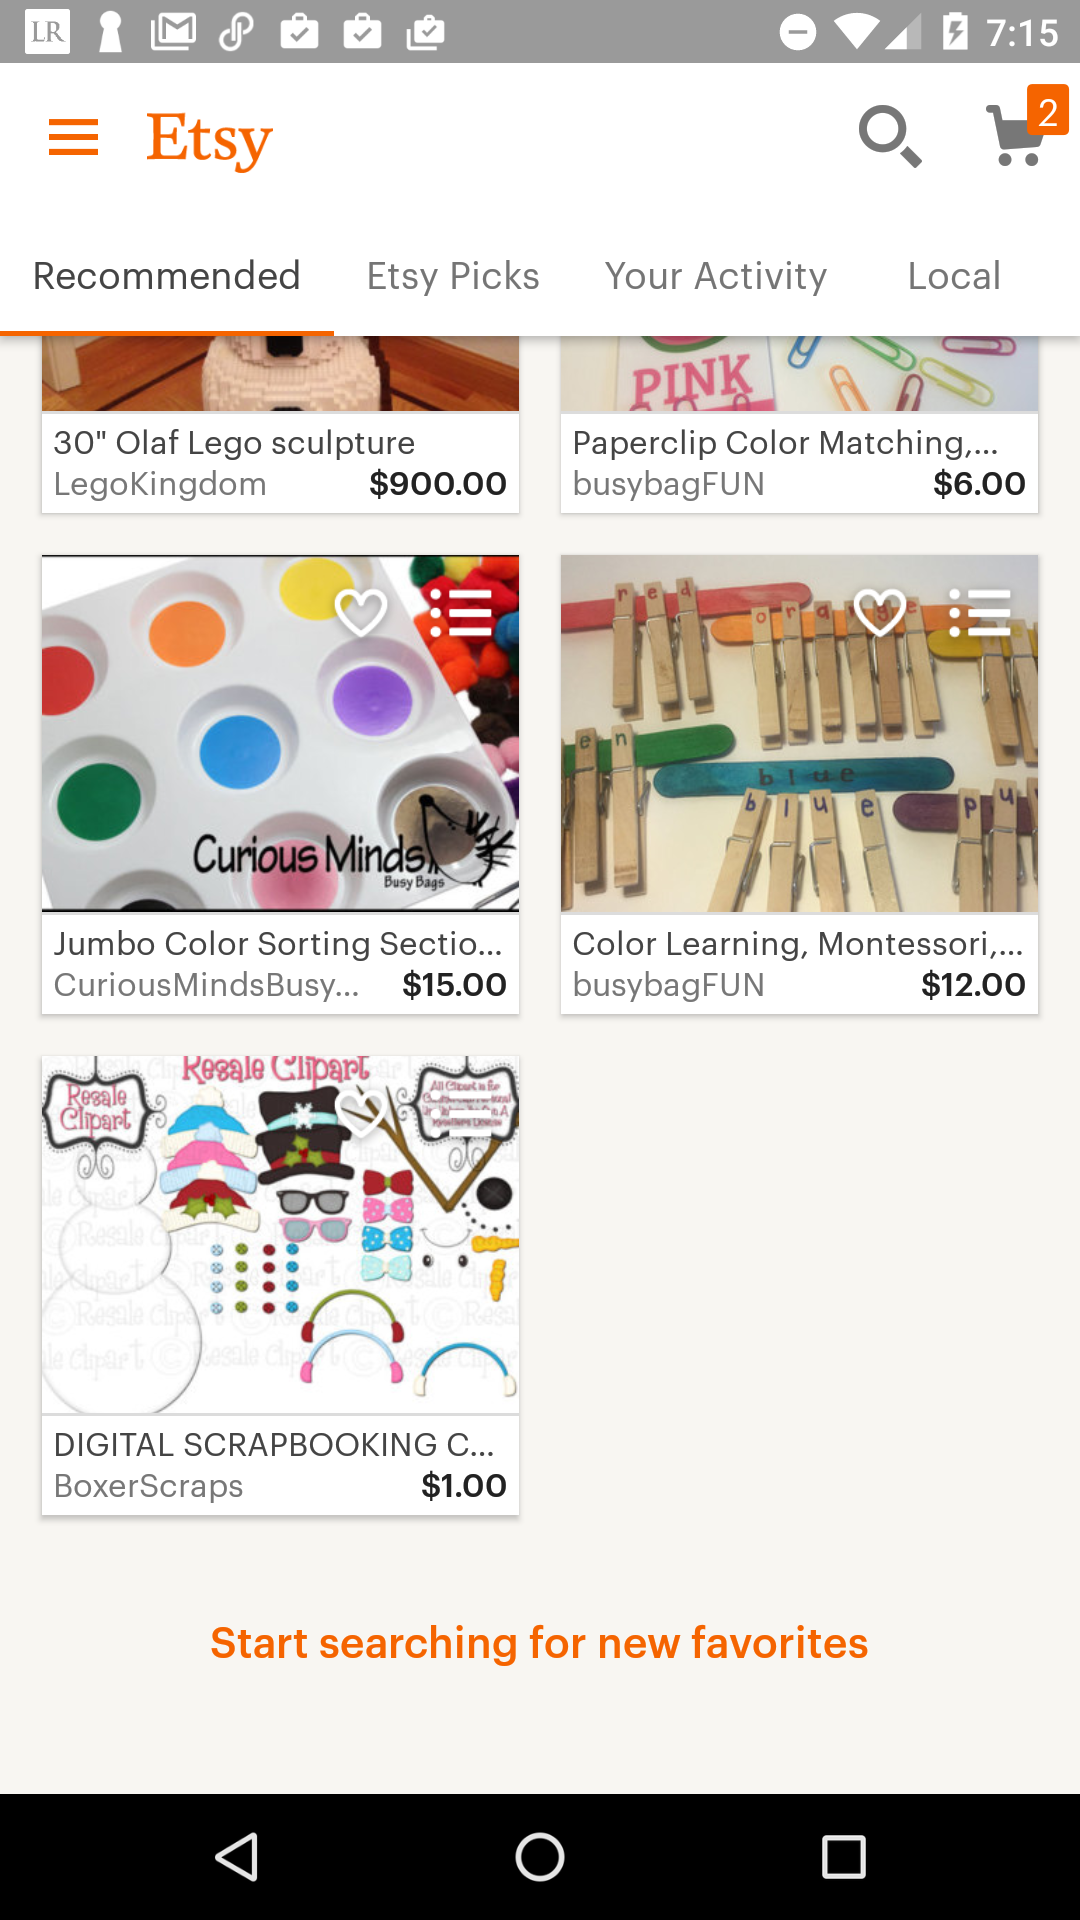 LR
7:15
Etsy
2
Recommended
Etsy Picks
Your Activity
Local
PINK
30" Olaf Lego sculpture
LegoKingdom
$900.00
Paperclip Color Matching,...
busybagFUN
$6.00
Curious Minds
Busy Bags
red
orange
en
blue
blue
pu
Jumbo Color Sorting Sectio...
CuriousMindsBusy...
$15.00
Color Learning, Montessori,...
busybagFUN
$12.00
Resale Clipart
Resale
Clipart
DIGITAL SCRAPBOOKING C...
BoxerScraps
$1.00
Start searching for new favorites